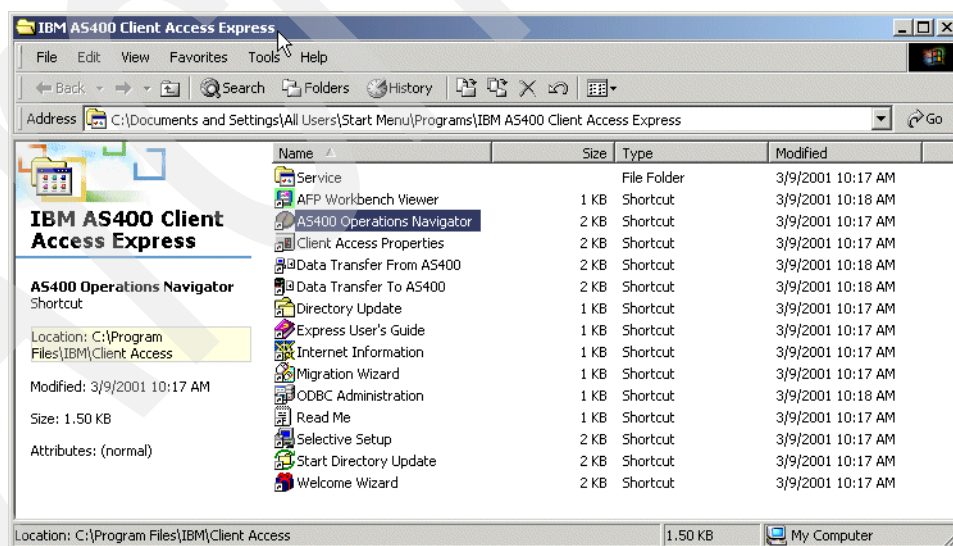 IBM AS400 Client Access Express
File Edit View Favorites Tools Help
Back Search Folders History
Address C:\Documents and Settings\All Users\Start Menu\Programs\IBM AS400 Client Access Express Go
IBM AS400 Client
Access Express
AS400 Operations Navigator
Shortcut
Location: C:\Program
Files\IBM\Client Access
Modified: 3/9/2001 10:17 AM
Size: 1.50 KB
Attributes: (normal)
Name Size Type Modified
Service File Folder 3/9/2001 10:17 AM
AFP Workbench Viewer 1 KB Shortcut 3/9/2001 10:18 AM
AS400 Operations Navigator 2 KB Shortcut 3/9/2001 10:17 AM
Client Access Properties 2 KB Shortcut 3/9/2001 10:17 AM
Data Transfer From AS400 2 KB Shortcut 3/9/2001 10:18 AM
Data Transfer To AS400 2 KB Shortcut 3/9/2001 10:18 AM
Directory Update 1 KB Shortcut 3/9/2001 10:17 AM
Express User's Guide 1 KB Shortcut 3/9/2001 10:17 AM
Internet Information 1 KB Shortcut 3/9/2001 10:17 AM
Migration Wizard 1 KB Shortcut 3/9/2001 10:17 AM
ODBC Administration 1 KB Shortcut 3/9/2001 10:18 AM
Read Me 1 KB Shortcut 3/9/2001 10:17 AM
Selective Setup 2 KB Shortcut 3/9/2001 10:17 AM
Start Directory Update 2 KB Shortcut 3/9/2001 10:17 AM
Welcome Wizard 2 KB Shortcut 3/9/2001 10:17 AM
Location: C:\Program Files\IBM\Client Access 1.50 KB My Computer